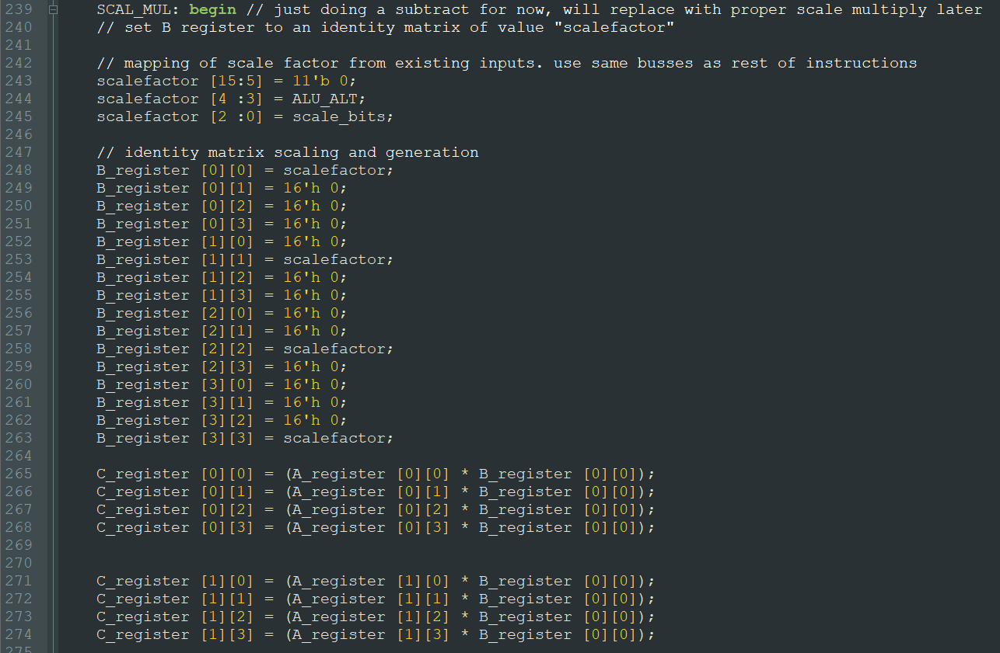 239 SCAL_MUL: begin // just doing a subtract for now, will replace with proper scale multiply later
240 // set B register to an identity matrix of value "scalefactor"
241
242 // mapping of scale factor from existing inputs. use same busses as rest of instructions
243 scalefactor [15:5] = 11'b 0;
244 scalefactor [4 :3] = ALU_ALT;
245 scalefactor [2 :0] = scale_bits;
246
247 // identity matrix scaling and generation
248 B_register [0][0] = scalefactor;
249 B_register [0][1] = 16'h 0;
250 B_register [0][2] = 16'h 0;
251 B_register [0][3] = 16'h 0;
252 B_register [1][0] = 16'h 0;
253 B_register [1][1] = scalefactor;
254 B_register [1][2] = 16'h 0;
255 B_register [1][3] = 16'h 0;
256 B_register [2][0] = 16'h 0;
257 B_register [2][1] = 16'h 0;
258 B_register [2][2] = scalefactor;
259 B_register [2][3] = 16'h 0;
260 B_register [3][0] = 16'h 0;
261 B_register [3][1] = 16'h 0;
262 B_register [3][2] = 16'h 0;
263 B_register [3][3] = scalefactor;
264
265 C_register [0][0] = (A_register [0][0] * B_register [0][0]);
266 C_register [0][1] = (A_register [0][1] * B_register [0][0]);
267 C_register [0][2] = (A_register [0][2] * B_register [0][0]);
268 C_register [0][3] = (A_register [0][3] * B_register [0][0]);
269
270
271 C_register [1][0] = (A_register [1][0] * B_register [0][0]);
272 C_register [1][1] = (A_register [1][1] * B_register [0][0]);
273 C_register [1][2] = (A_register [1][2] * B_register [0][0]);
274 C_register [1][3] = (A_register [1][3] * B_register [0][0]);
275